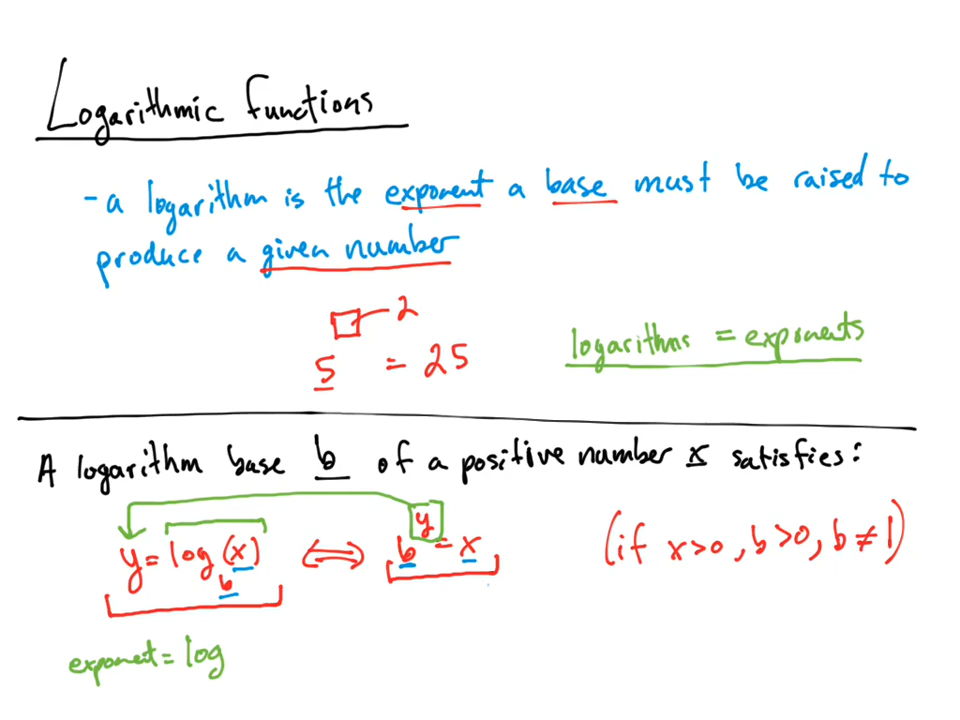 Logarithmic functions
- a logarithm is the exponent a base must be raised to
produce a given number
□ 2
5 = 25
logarithms = exponents
A logarithm base b of a positive number x satisfies:
y = log_b(x) ⟺ b^y = x (if x>0, b>0, b≠1)
exponent = log